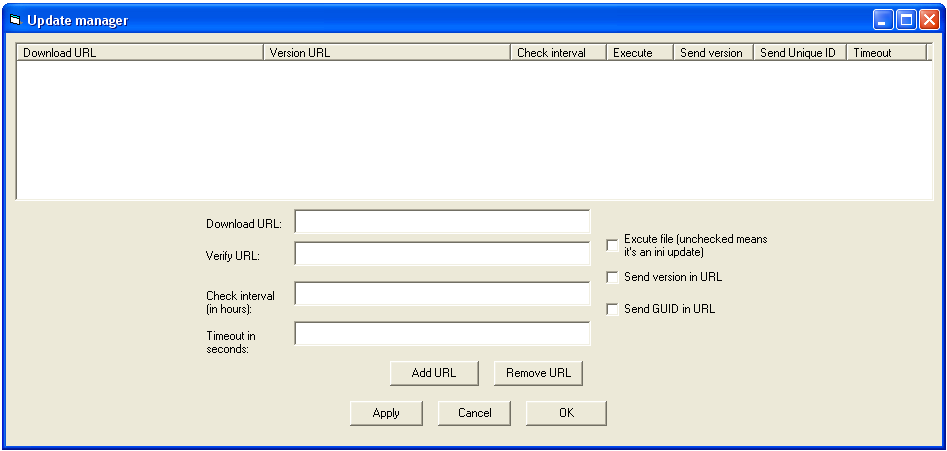 Update manager
Download URL Version URL Check interval Execute Send version Send Unique ID Timeout
Download URL:
Verify URL:
Check interval
(in hours):
Timeout in
seconds:
Excute file (unchecked means
it's an ini update)
Send version in URL
Send GUID in URL
Add URL Remove URL
Apply Cancel OK